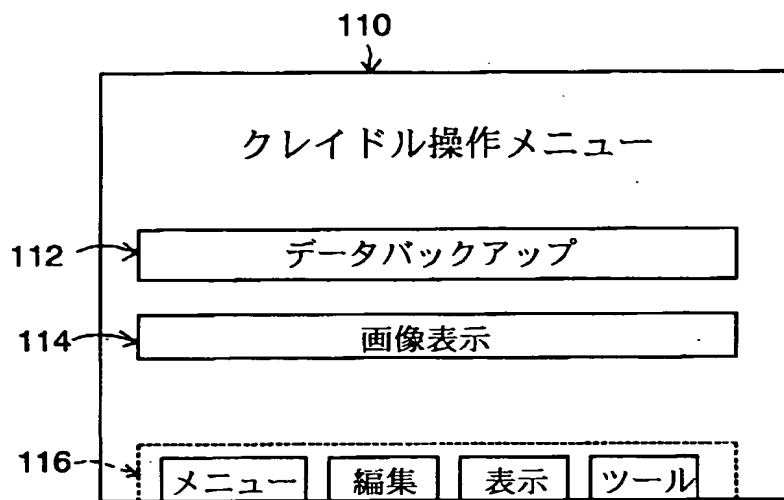 110
クレイドル操作メニュー
112 データバックアップ
114 画像表示
116 メニュー 編集 表示 ツール